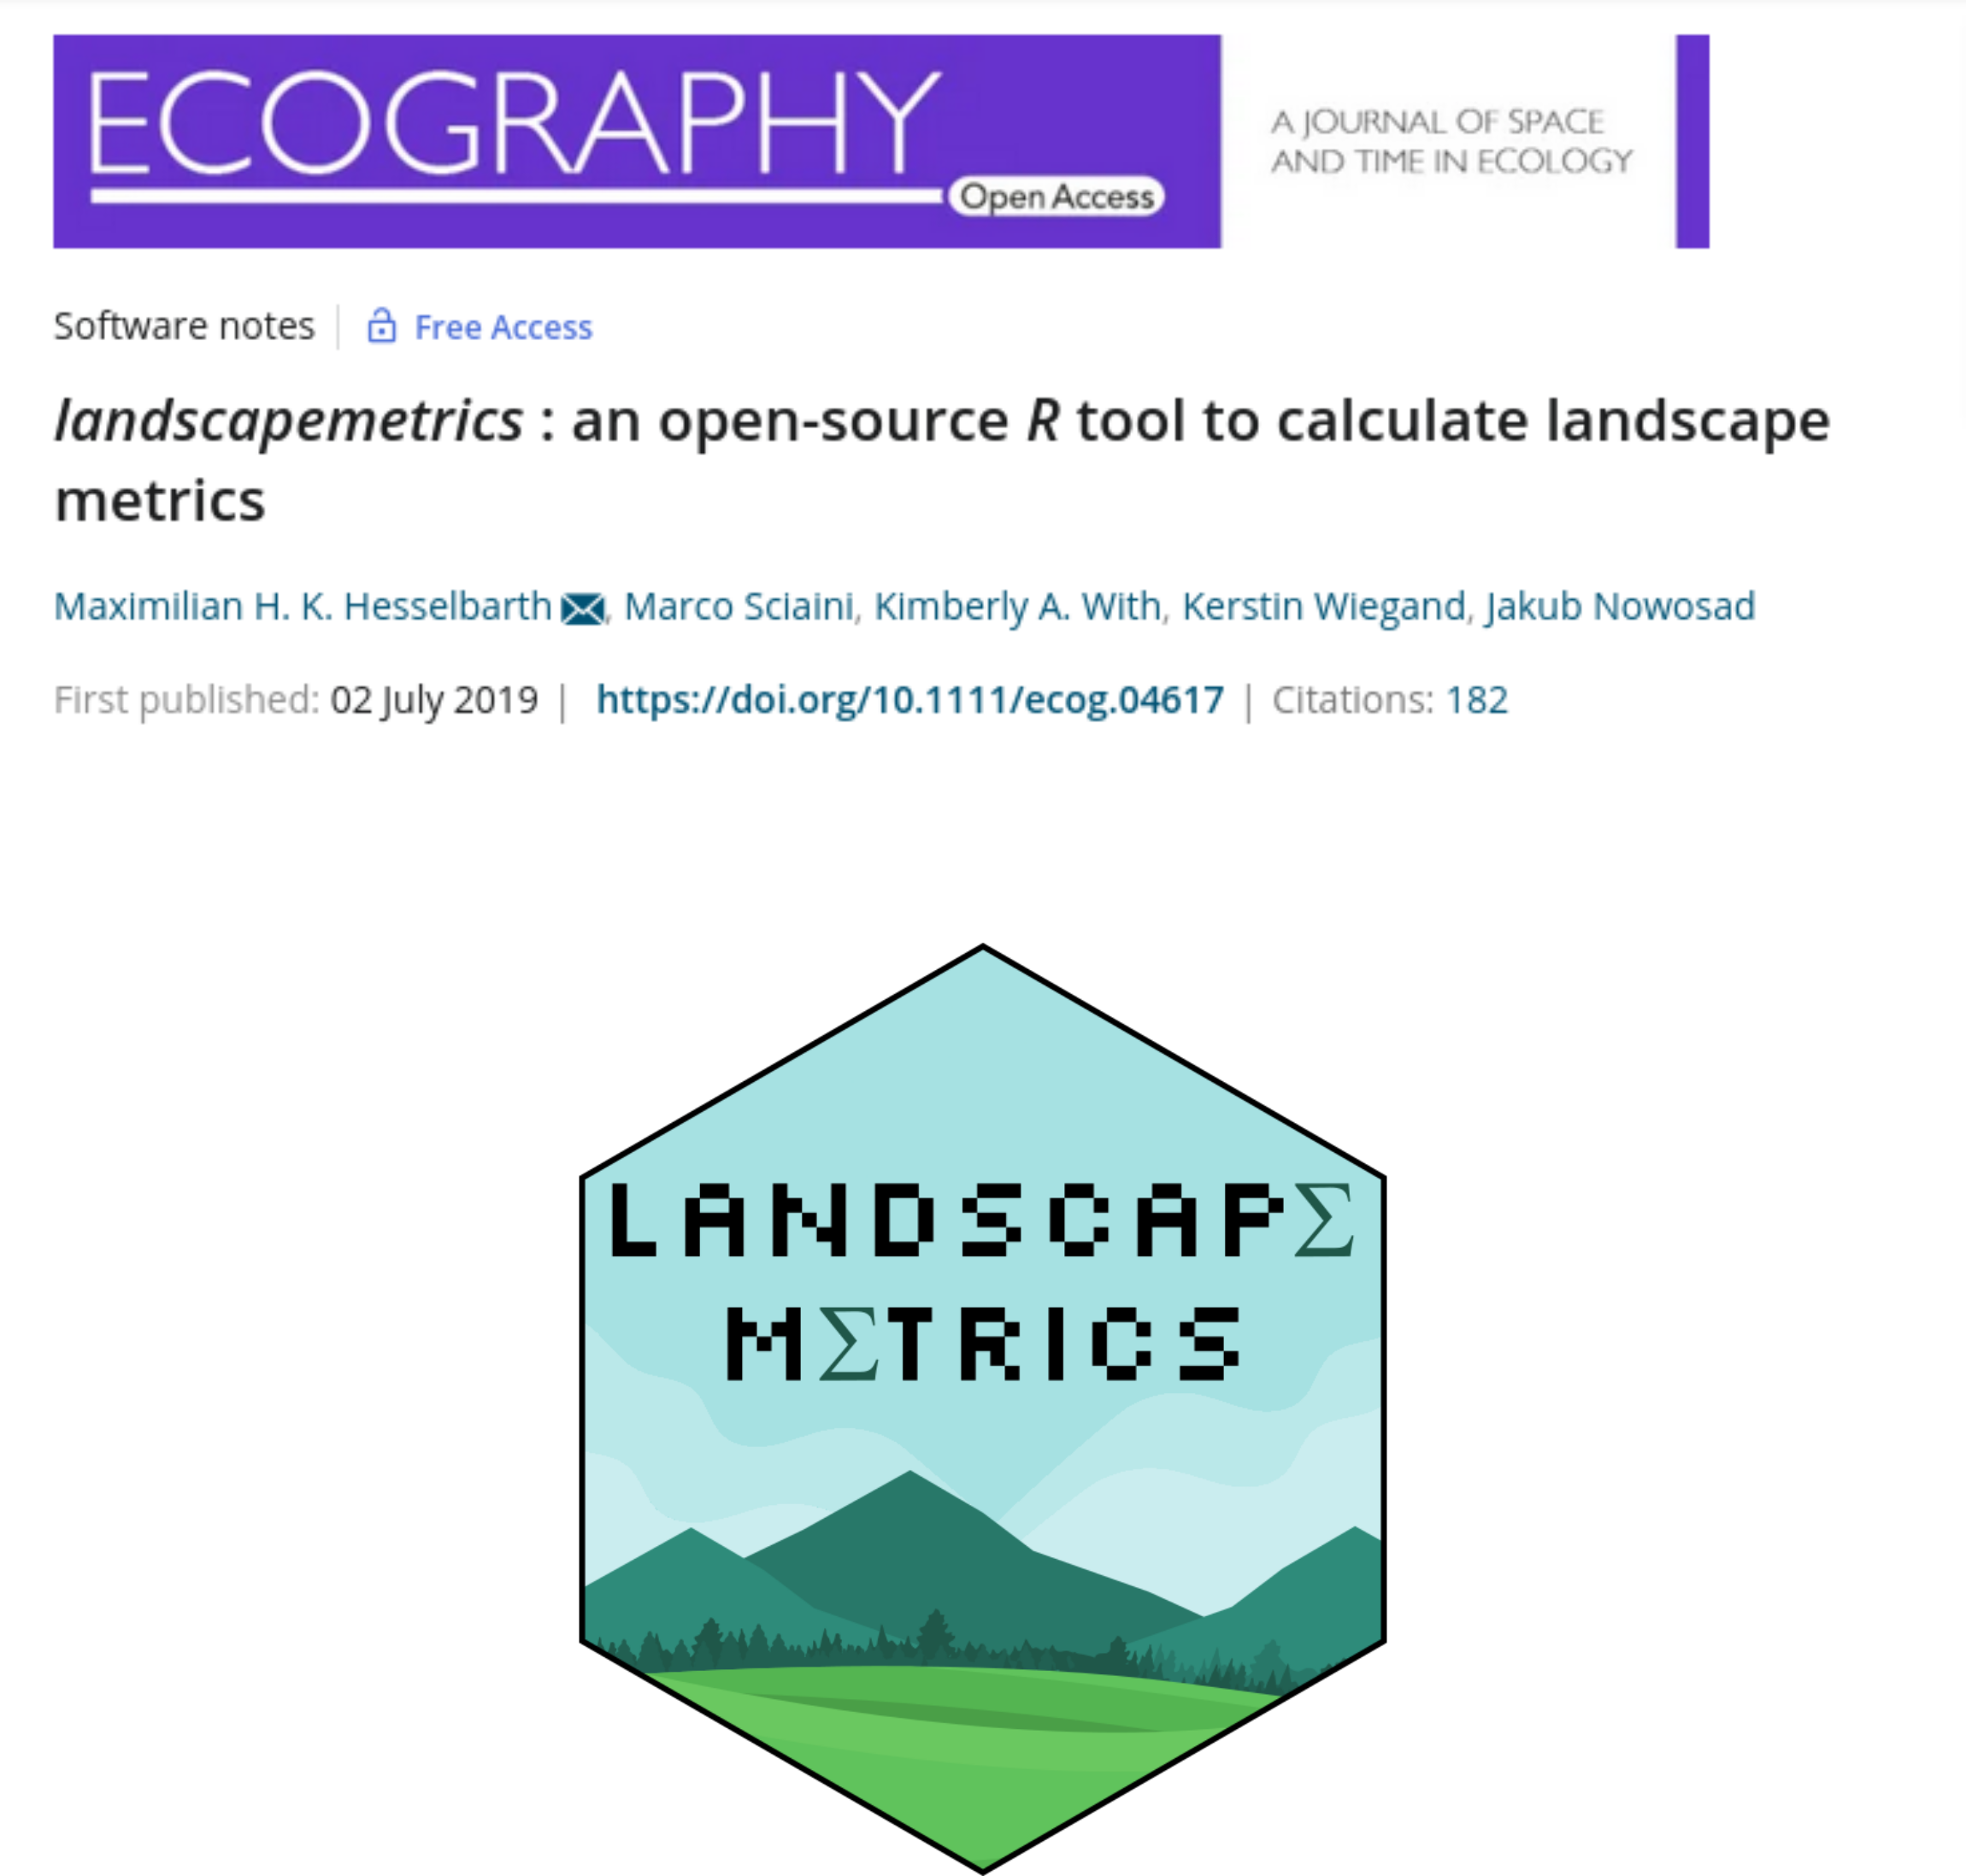 ECOGRAPHY
Open Access
A JOURNAL OF SPACE
AND TIME IN ECOLOGY
Software notes | Free Access
landscapemetrics : an open-source R tool to calculate landscape
metrics
Maximilian H. K. Hesselbarth, Marco Sciaini, Kimberly A. With, Kerstin Wiegand, Jakub Nowosad
First published: 02 July 2019 | https://doi.org/10.1111/ecog.04617 | Citations: 182
LANDSCAPΣ
MΣTRICS